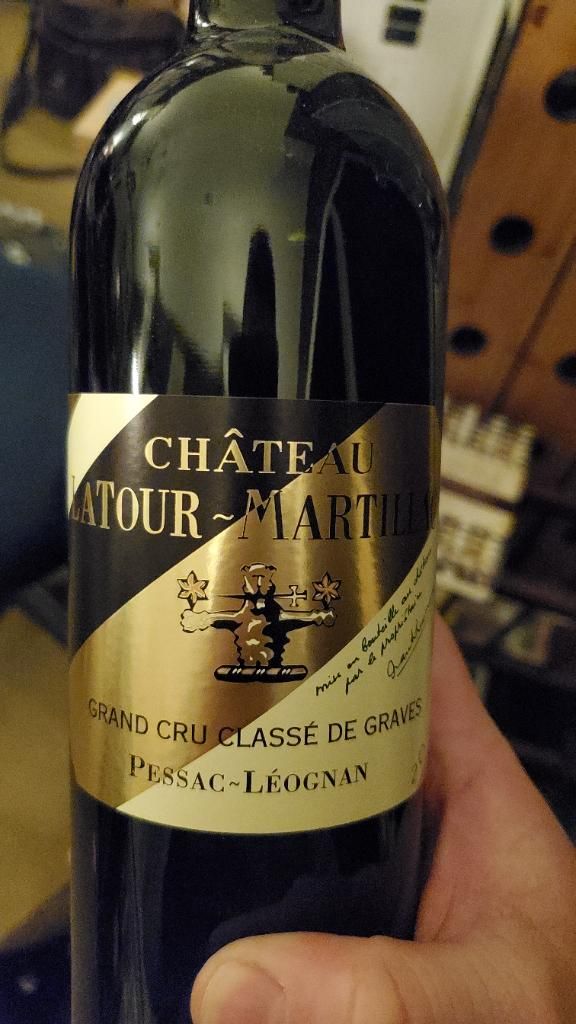 CHÂTEAU
LATOUR~MARTILLA
mise en bouteille au château
par le propriétaire
GRAND CRU CLASSÉ DE GRAVES
PESSAC~LÉOGNAN